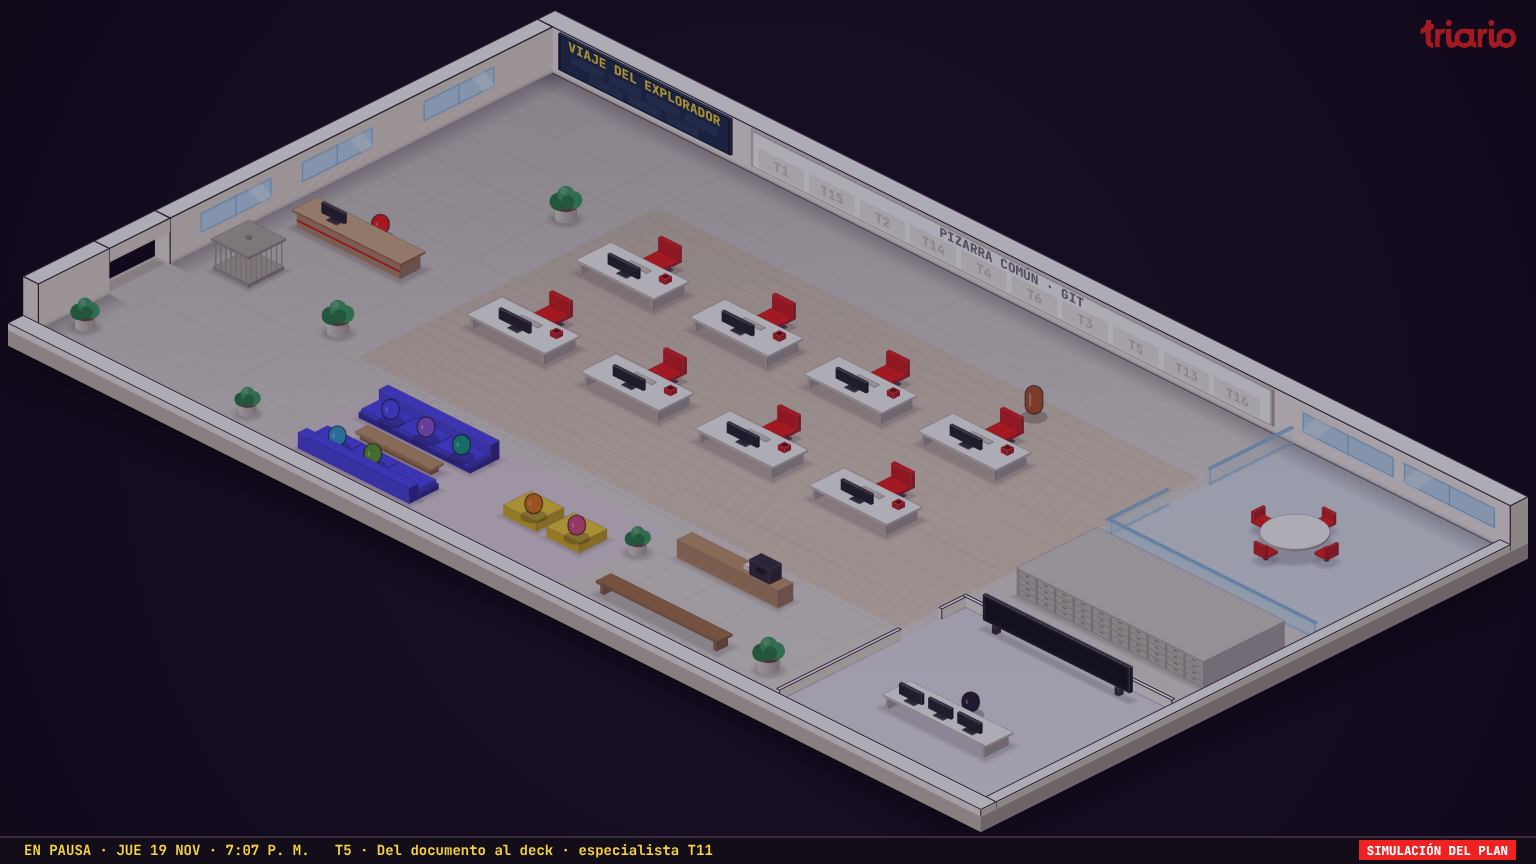 triario
VIAJE DEL EXPLORADOR
PIZARRA COMÚN · GIT
T1
T15
T2
T14
T4
T6
T3
T5
T13
T16
EN PAUSA · JUE 19 NOV · 7:07 P. M. T5 · Del documento al deck · especialista T11
SIMULACIÓN DEL PLAN